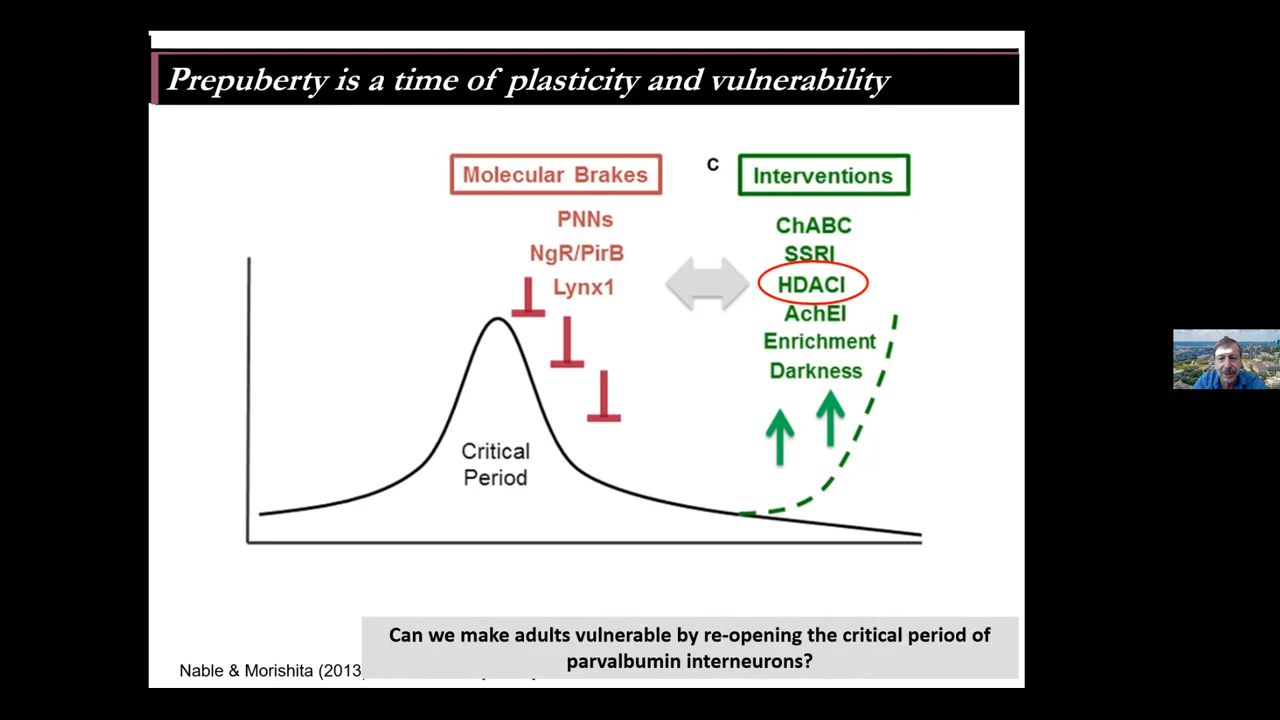 Prepuberty is a time of plasticity and vulnerability
Molecular Brakes
PNNs
NgR/PirB
Lynx1
C
Interventions
ChABC
SSRI
HDACI
AchEI
Enrichment
Darkness
Critical
Period
Can we make adults vulnerable by re-opening the critical period of
parvalbumin interneurons?
Nable & Morishita (2013